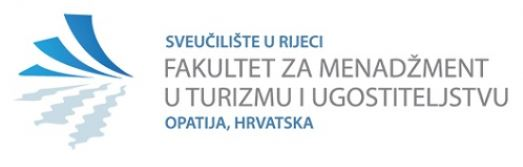 SVEUČILIŠTE U RIJECI
FAKULTET ZA MENADŽMENT
U TURIZMU I UGOSTITELJSTVU
OPATIJA, HRVATSKA